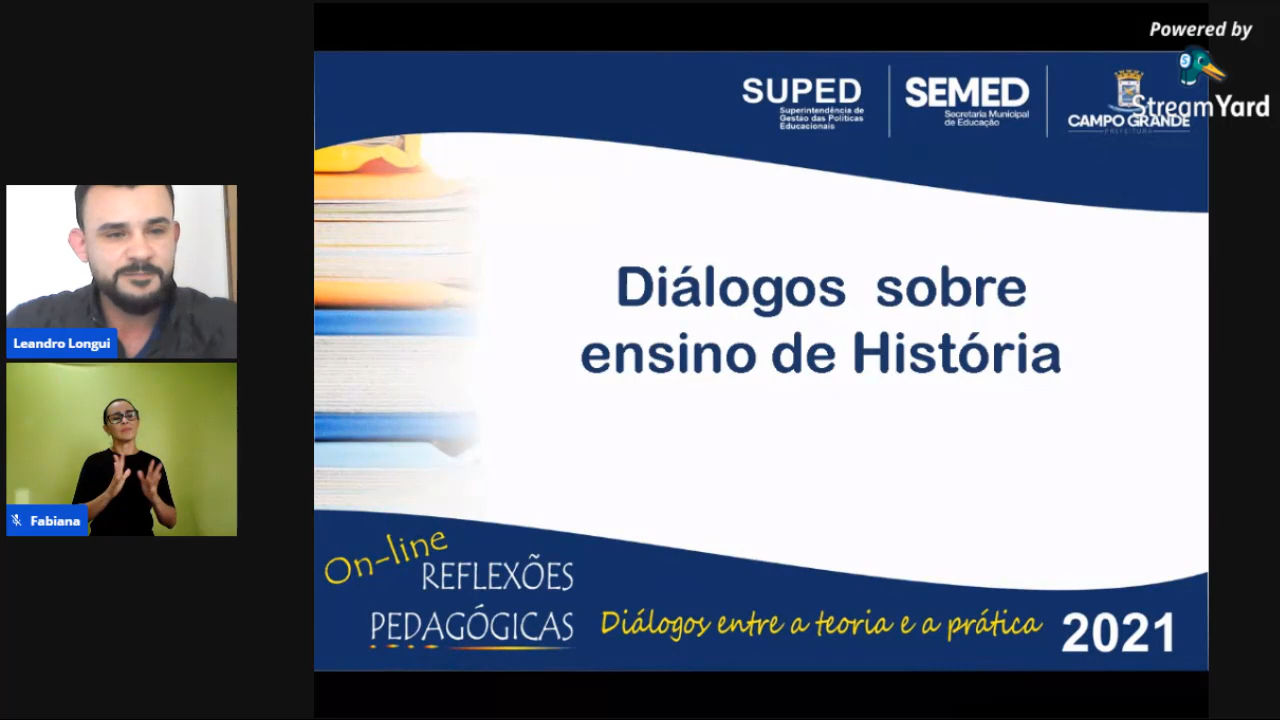 Powered by
StreamYard
SUPED
Superintendência de
Gestão das Políticas
Educacionais
SEMED
Secretaria Municipal
de Educação
CAMPO GRANDE
PREFEITURA
Leandro Longui
Fabiana
Diálogos sobre
ensino de História
On-line
REFLEXÕES
PEDAGÓGICAS
Diálogos entre a teoria e a prática
2021